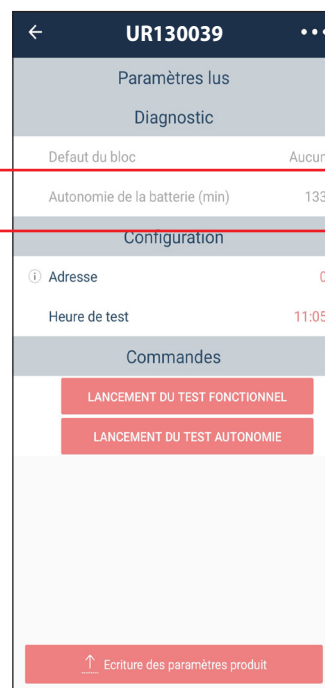 UR130039
Paramètres lus
Diagnostic
Defaut du bloc Aucun
Autonomie de la batterie (min) 133
Configuration
Adresse 0
Heure de test 11:05
Commandes
LANCEMENT DU TEST FONCTIONNEL
LANCEMENT DU TEST AUTONOMIE
Ecriture des paramètres produit